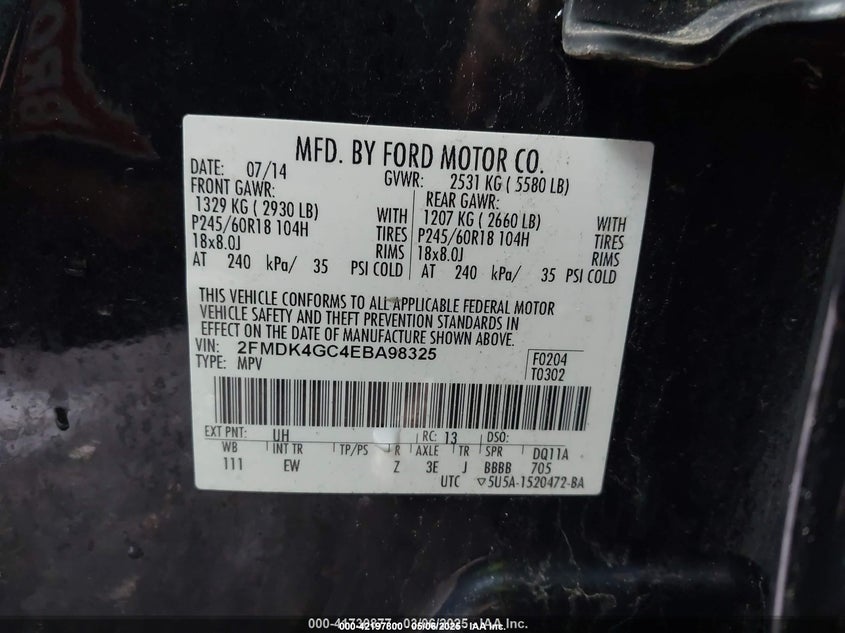 MFD. BY FORD MOTOR CO.
DATE: 07/14 GVWR: 2531 KG ( 5580 LB)
FRONT GAWR: REAR GAWR:
1329 KG ( 2930 LB) WITH 1207 KG ( 2660 LB) WITH
P245/60R18 104H TIRES P245/60R18 104H TIRES
18x8.0J RIMS 18x8.0J RIMS
AT 240 kPa/ 35 PSI COLD AT 240 kPa/ 35 PSI COLD
THIS VEHICLE CONFORMS TO ALL APPLICABLE FEDERAL MOTOR
VEHICLE SAFETY AND THEFT PREVENTION STANDARDS IN
EFFECT ON THE DATE OF MANUFACTURE SHOWN ABOVE.
VIN: 2FMDK4GC4EBA98325 F0204
TYPE: MPV T0302
EXT PNT: UH RC: 13 DSO:
WB INT TR TP/PS R AXLE TR SPR DQ11A
111 EW Z 3E J BBBB 705
UTC ▽5U5A-1520472-BA
000-42197800 06/06/2025 IAA Inc.